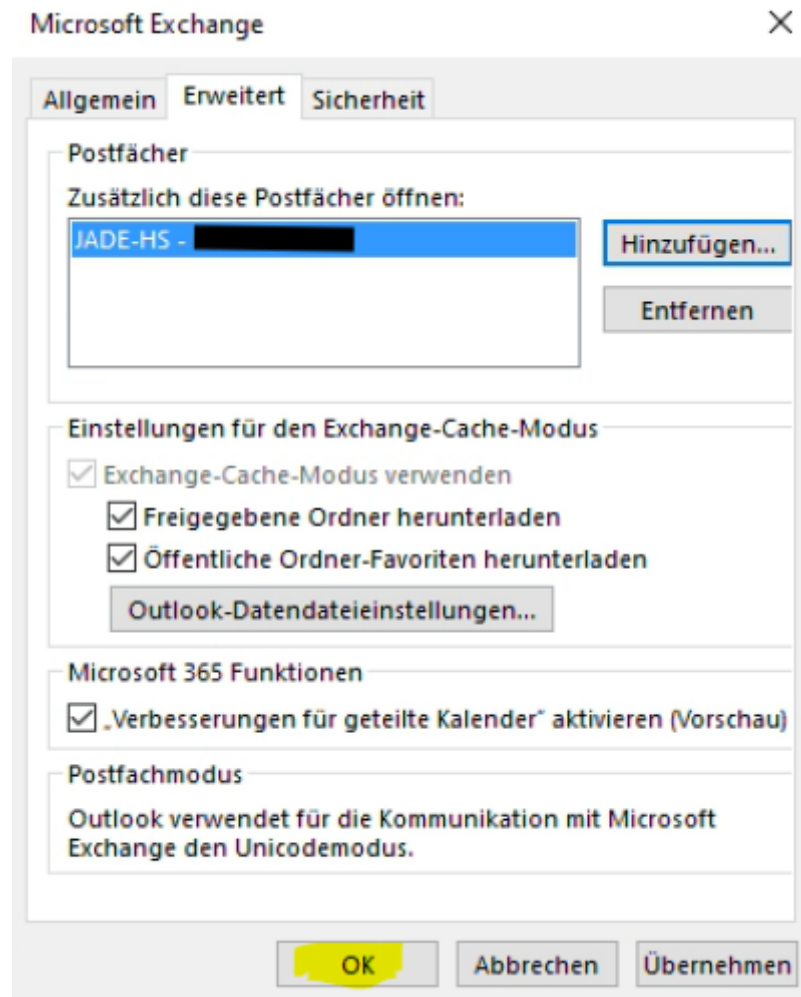 Microsoft Exchange
Allgemein Erweitert Sicherheit
Postfächer
Zusätzlich diese Postfächer öffnen:
JADE-HS -
Hinzufügen...
Entfernen
Einstellungen für den Exchange-Cache-Modus
Exchange-Cache-Modus verwenden
Freigegebene Ordner herunterladen
Öffentliche Ordner-Favoriten herunterladen
Outlook-Datendateieinstellungen...
Microsoft 365 Funktionen
„Verbesserungen für geteilte Kalender“ aktivieren (Vorschau)
Postfachmodus
Outlook verwendet für die Kommunikation mit Microsoft
Exchange den Unicodemodus.
OK Abbrechen Übernehmen